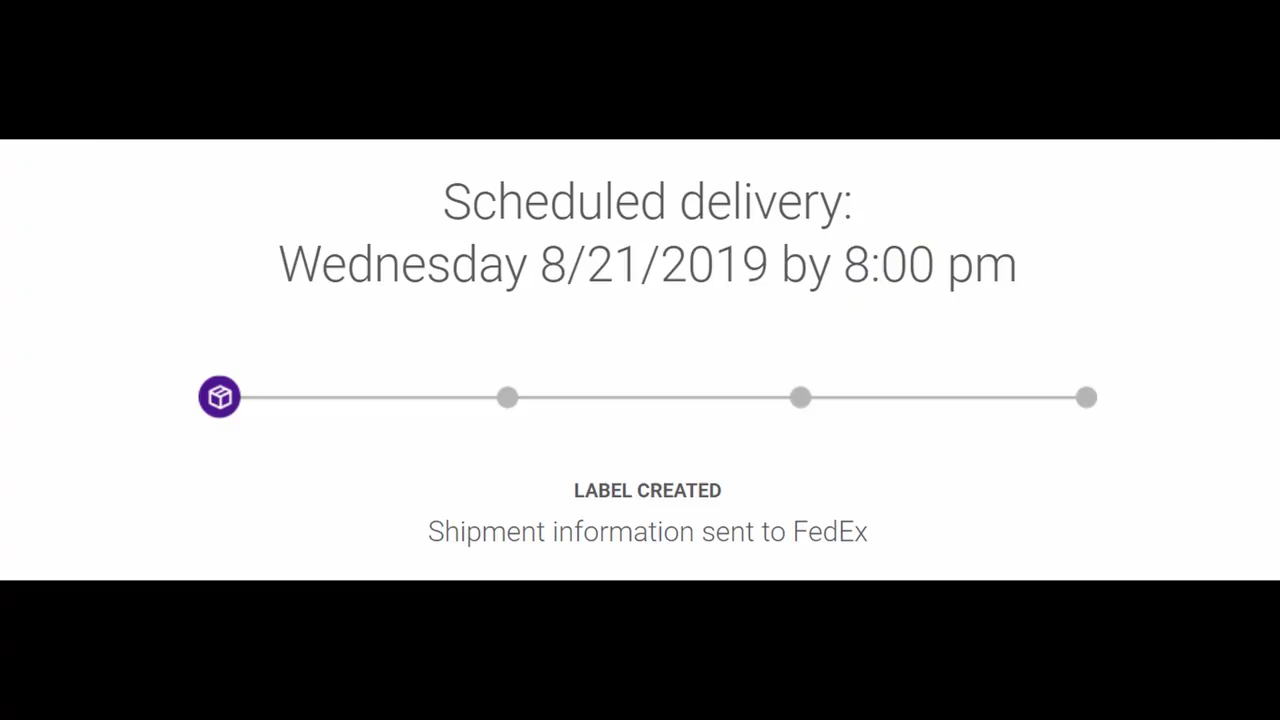 Scheduled delivery:
Wednesday 8/21/2019 by 8:00 pm
LABEL CREATED
Shipment information sent to FedEx